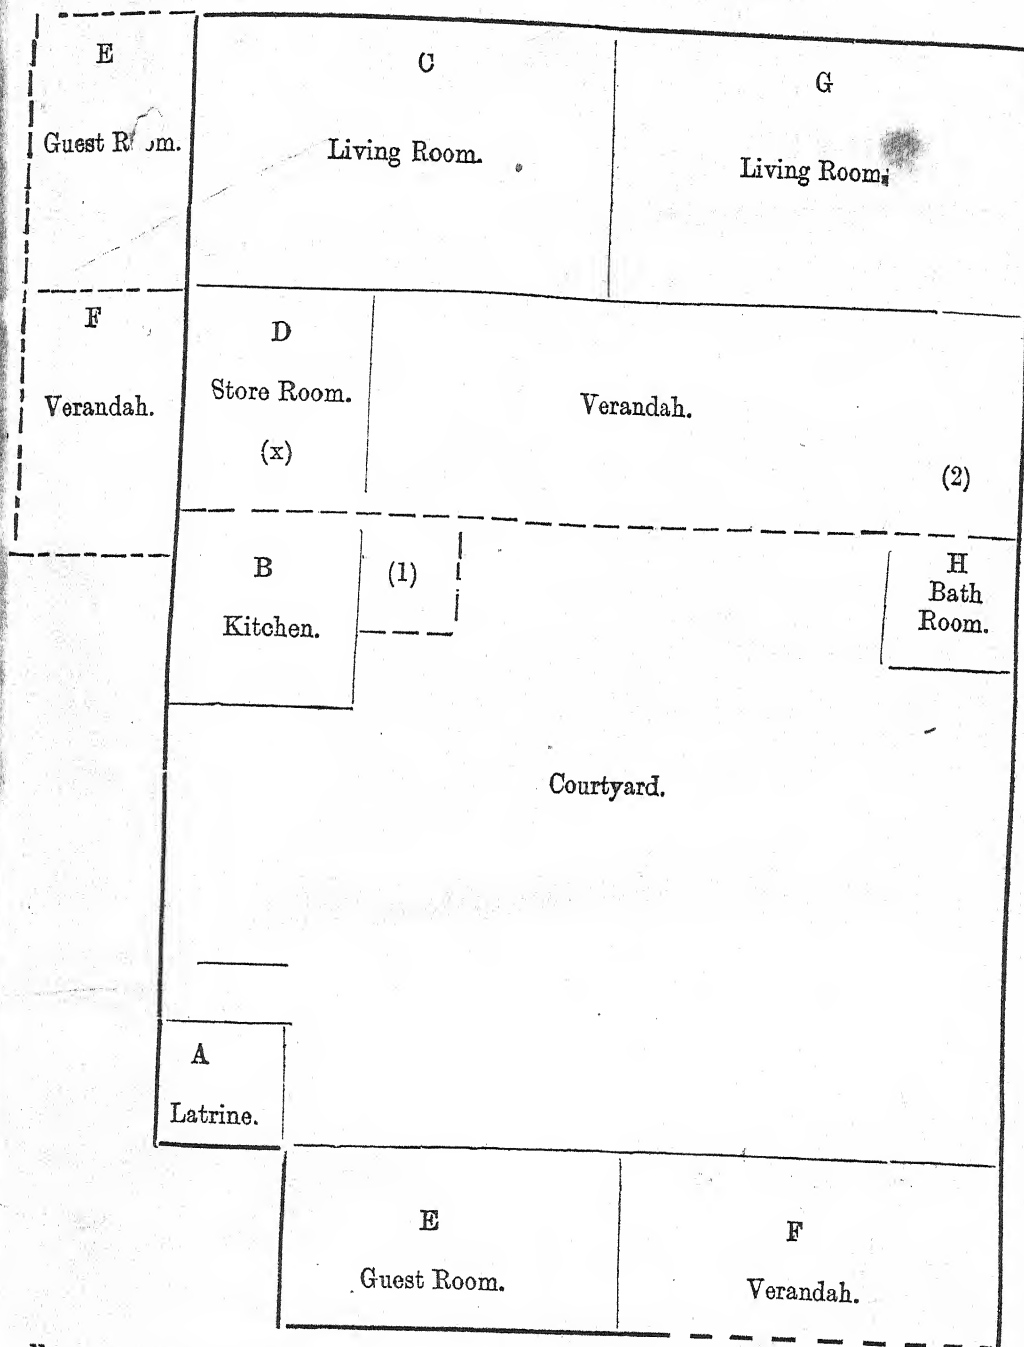 E
Guest Room.
C
Living Room.
G
Living Room.
F
Verandah.
D
Store Room.
(x)
Verandah.
(2)
B
Kitchen.
(1)
H
Bath
Room.
Courtyard.
A
Latrine.
E
Guest Room.
F
Verandah.